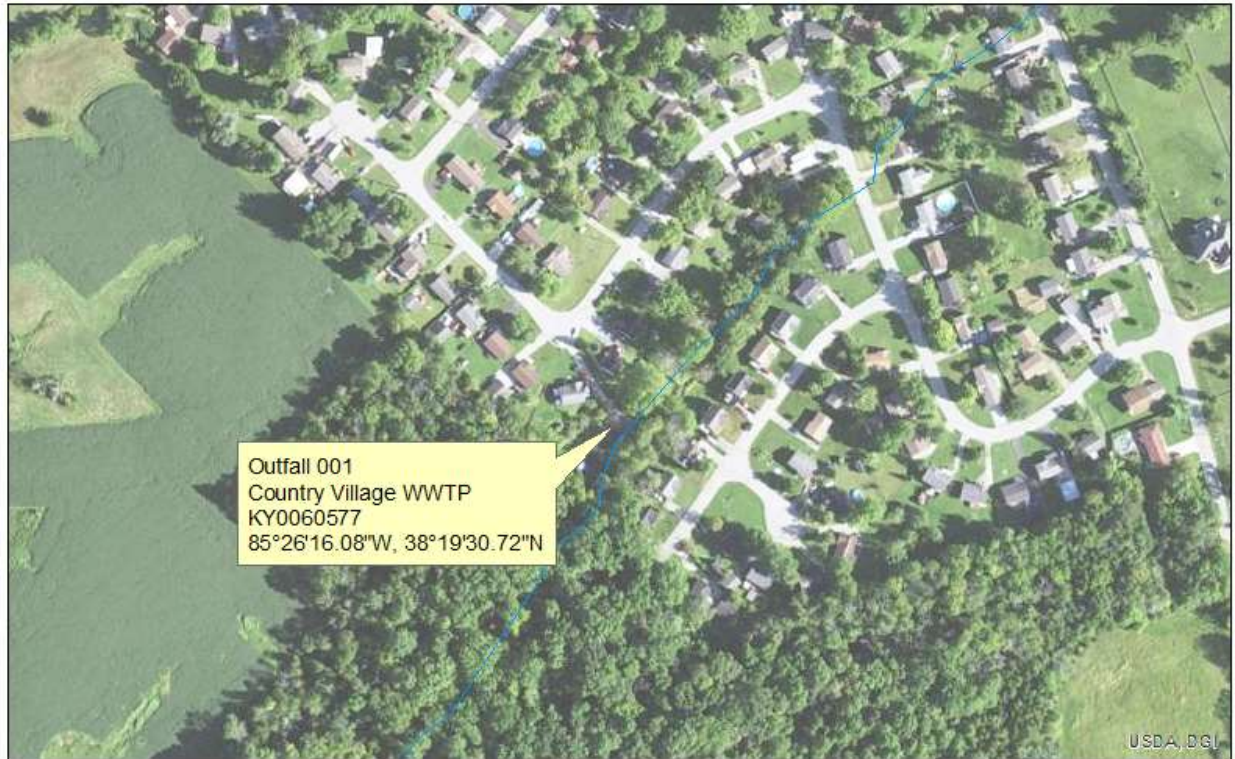 Outfall 001
Country Village WWTP
KY0060577
85°26'16.08"W, 38°19'30.72"N
USDA, DGI